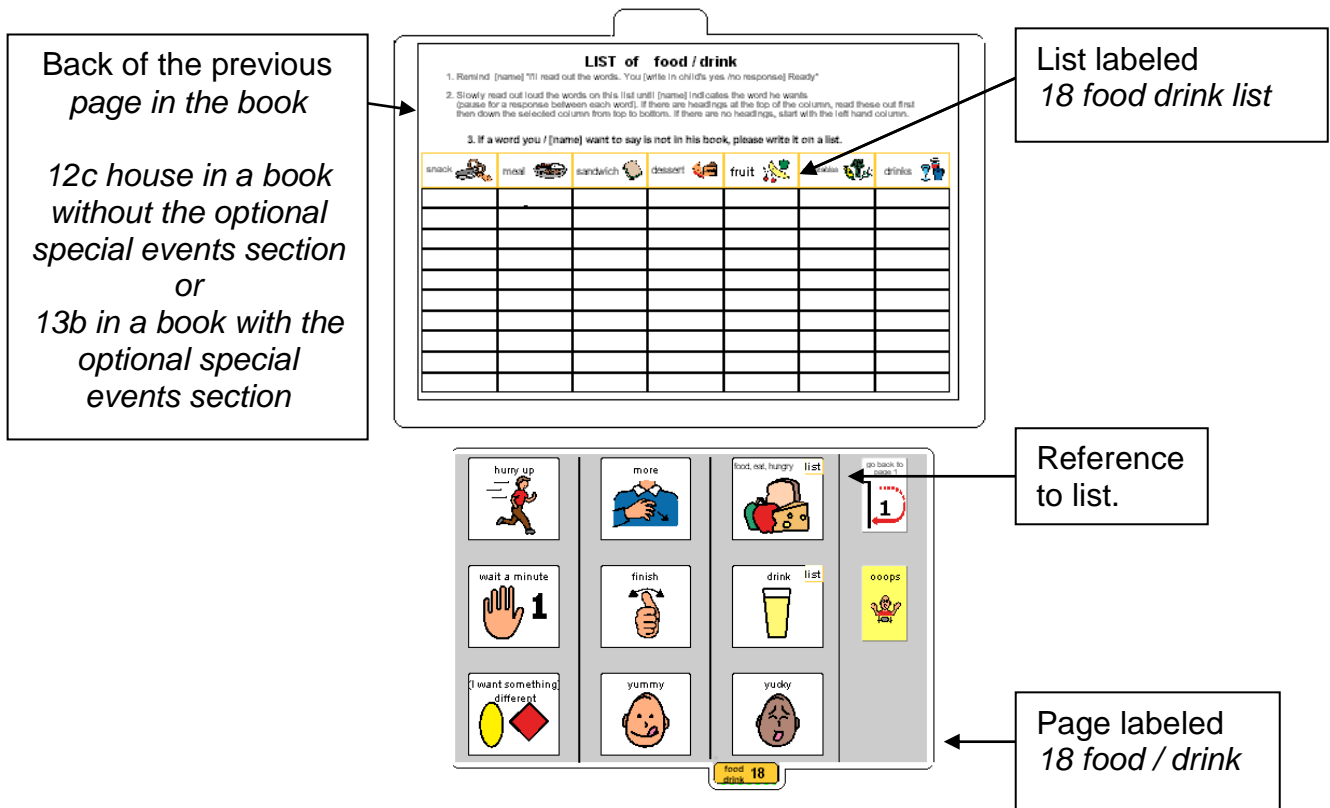 Back of the previous
page in the book
12c house in a book
without the optional
special events section
or
13b in a book with the
optional special
events section
LIST of food / drink
1. Remind [name] "I'll read out the words. You [write in child's yes /no response] Ready"
2. Slowly read out loud the words on this list until [name] indicates the word he wants
(pause for a response between each word). If there are headings at the top of the column, read these out first
then down the selected column from top to bottom. If there are no headings, start with the left hand column.
3. If a word you / [name] want to say is not in his book, please write it on a list.
snack meal sandwich dessert fruit drinks
List labeled
18 food drink list
hurry up
more
food, eat, hungry list
go back to
page 1
1
Reference
to list.
wait a minute
1
finish
drink list
ooops
(I want something)
different
yummy
yucky
food
drink 18
Page labeled
18 food / drink